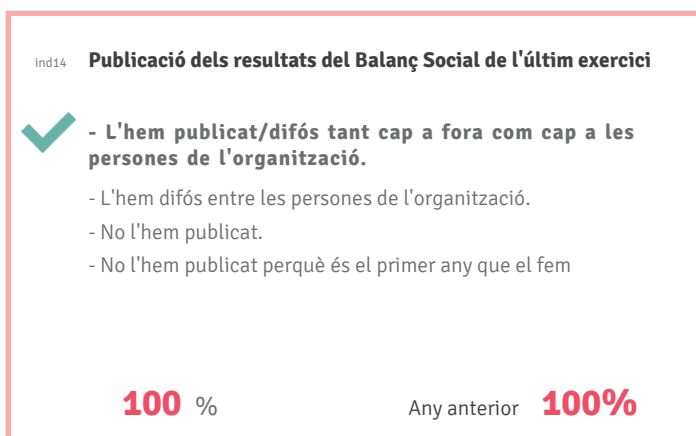 ind14 Publicació dels resultats del Balanç Social de l'últim exercici
- L'hem publicat/difós tant cap a fora com cap a les
persones de l'organització.
- L'hem difós entre les persones de l'organització.
- No l'hem publicat.
- No l'hem publicat perquè és el primer any que el fem
100 % Any anterior 100%